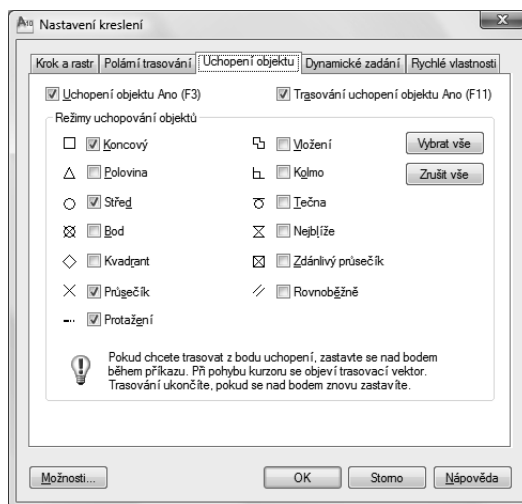 A10 Nastavení kreslení
Krok a rastr Polární trasování Uchopení objektu Dynamické zadání Rychlé vlastnosti
Uchopení objektu Ano (F3) Trasování uchopení objektu Ano (F11)
Režimy uchopování objektů
Koncový Vložení Vybrat vše
Polovina Kolmo Zrušit vše
Střed Tečna
Bod Nejblíže
Kvadrant Zdánlivý průsečík
Průsečík Rovnoběžně
Protažení
Pokud chcete trasovat z bodu uchopení, zastavte se nad bodem
během příkazu. Při pohybu kurzoru se objeví trasovací vektor.
Trasování ukončíte, pokud se nad bodem znovu zastavíte.
Možnosti... OK Storno Nápověda